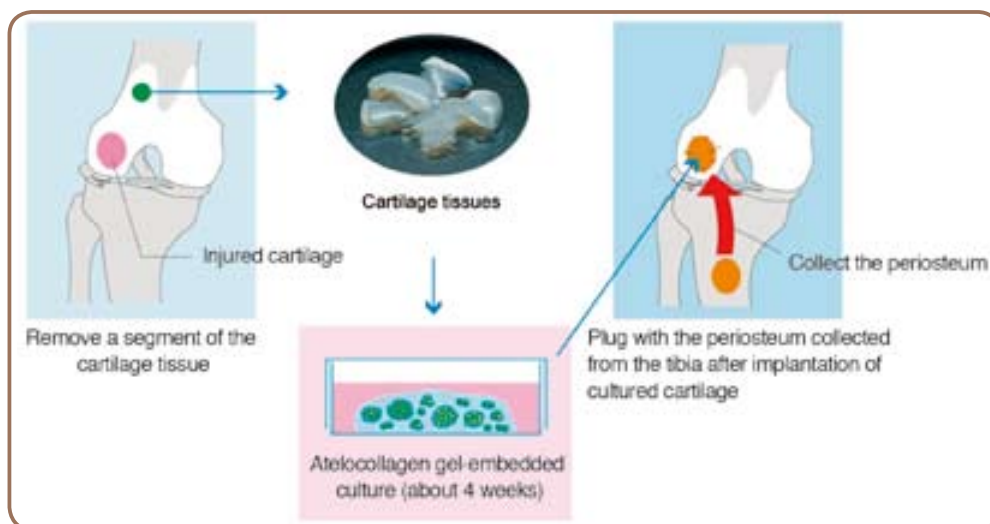 Cartilage tissues
Injured cartilage
Remove a segment of the
cartilage tissue
Atelocollagen gel-embedded
culture (about 4 weeks)
Collect the periosteum
Plug with the periosteum collected
from the tibia after implantation of
cultured cartilage